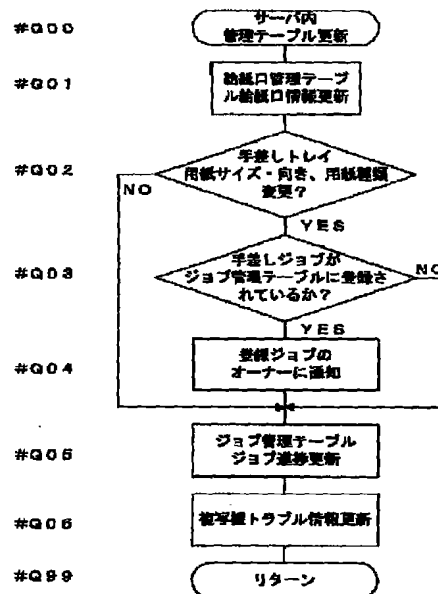 #Q00
サーバ内
管理テーブル更新
#Q01
給紙口管理テーブ
ル給紙口情報更新
#Q02
手差しトレイ
用紙サイズ・向き、用紙種類
変更?
NO
YES
#Q03
手差しジョブが
ジョブ管理テーブルに登録さ
れているか?
NO
YES
#Q04
登録ジョブの
オーナーに通知
#Q05
ジョブ管理テーブル
ジョブ進捗更新
#Q06
複写機トラブル情報更新
#Q99
リターン